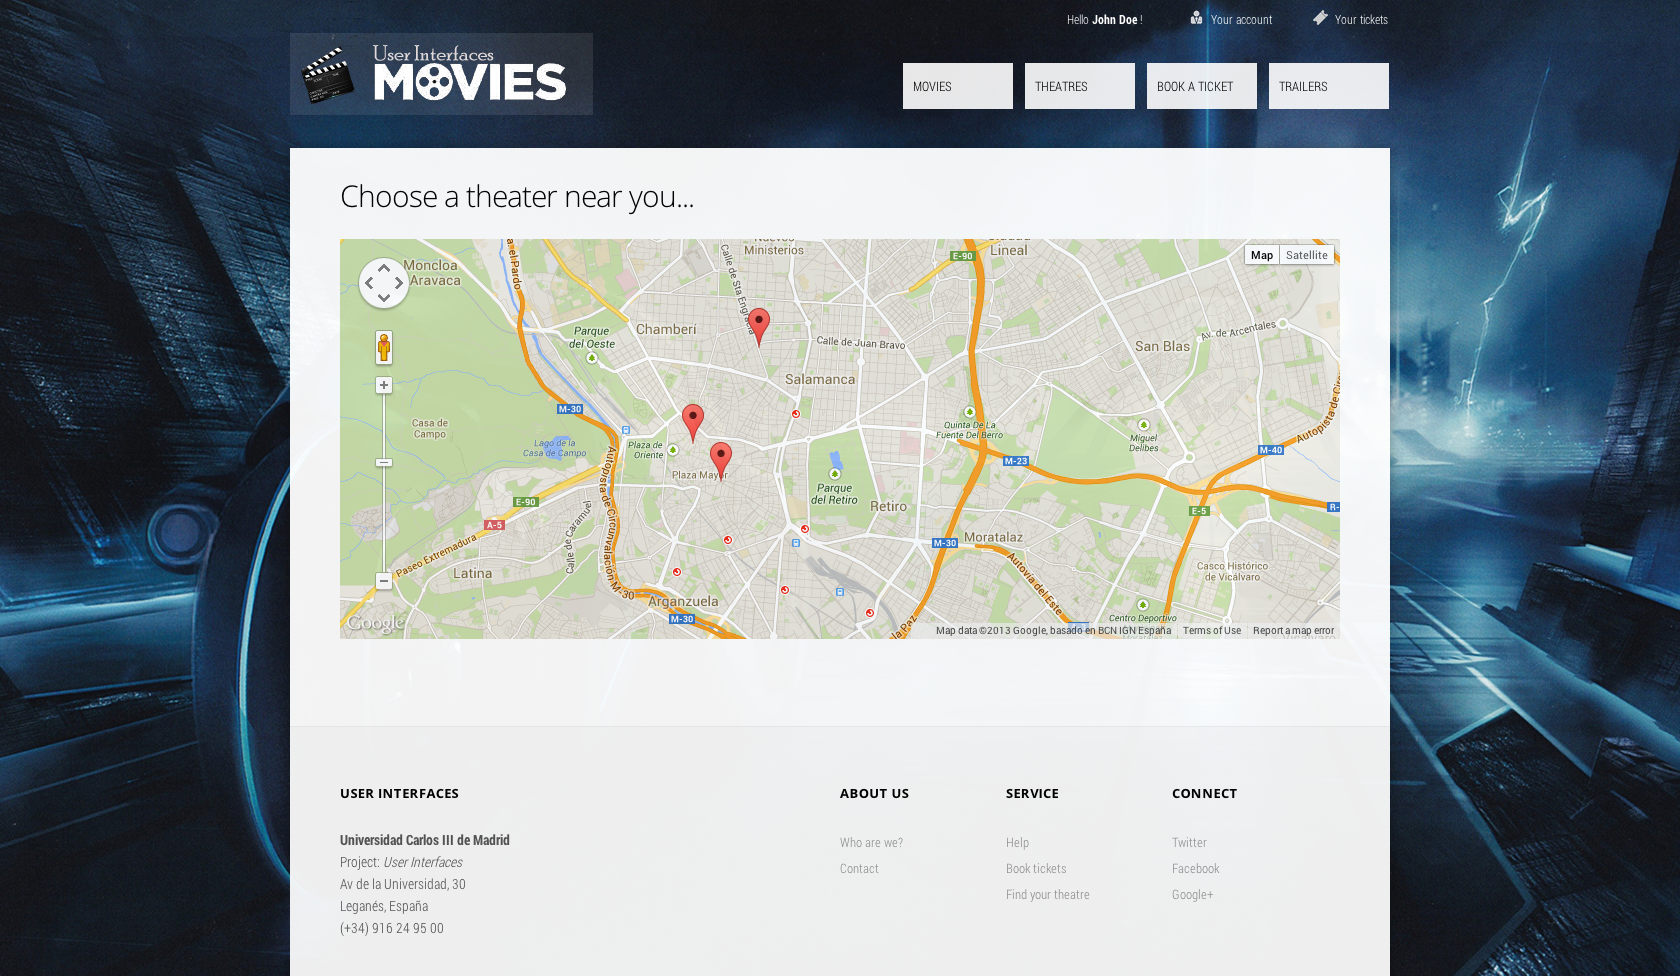 Hello John Doe !
Your account
Your tickets
User Interfaces
MOVIES
MOVIES
THEATRES
BOOK A TICKET
TRAILERS
Choose a theater near you...
Moncloa
Aravaca
a el Pardo
Calle de Sta Engracia
Nuevos
Ministerios
E-90
Ciudad
Lineal
Map
Satellite
Parque
del Oeste
Chamberí
Calle de Juan Bravo
San Blas
Av. de Arcentales
Salamanca
M-30
Casa de
Campo
Lago de la
Casa de Campo
Plaza de
Oriente
Quinta De La
Fuente Del Berro
Miguel
Delibes
Autopista de Circ
M-40
M-23
Plaza Mayor
Parque
del Retiro
Retiro
E-90
A-5
Autopista de Circunvalación M-30
Calle de Caramuel
Paseo Extremadura
Latina
E-5
R-
M-30
Moratalaz
Autovía del Este
Casco Histórico
de Vicálvaro
Arganzuela
M-30
la Paz
Centro Deportivo
Google
Map data ©2013 Google, basado en BCN IGN España
Terms of Use
Report a map error
USER INTERFACES
Universidad Carlos III de Madrid
Project: User Interfaces
Av de la Universidad, 30
Leganés, España
(+34) 916 24 95 00
ABOUT US
Who are we?
Contact
SERVICE
Help
Book tickets
Find your theatre
CONNECT
Twitter
Facebook
Google+